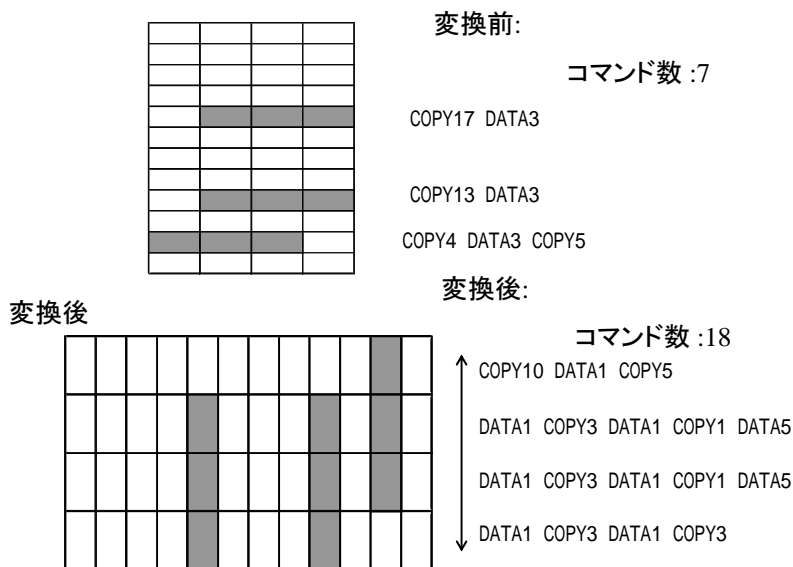 変換前:
コマンド数 :7
COPY17 DATA3
COPY13 DATA3
COPY4 DATA3 COPY5
変換後:
変換後
コマンド数 :18
COPY10 DATA1 COPY5
DATA1 COPY3 DATA1 COPY1 DATA5
DATA1 COPY3 DATA1 COPY1 DATA5
DATA1 COPY3 DATA1 COPY3